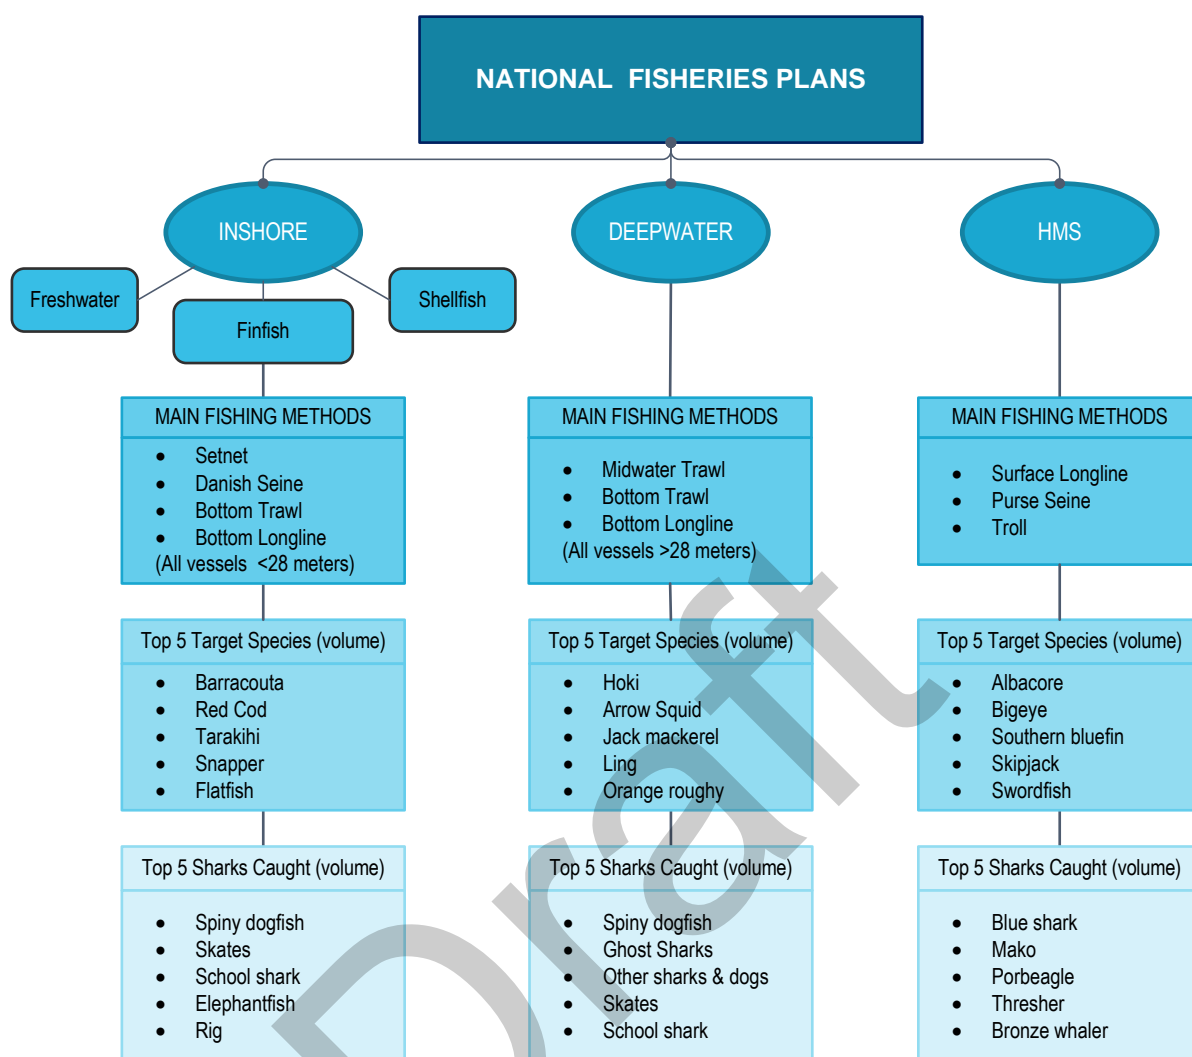 NATIONAL FISHERIES PLANS
INSHORE
DEEPWATER
HMS
Freshwater
Finfish
Shellfish
MAIN FISHING METHODS
• Setnet
• Danish Seine
• Bottom Trawl
• Bottom Longline
(All vessels <28 meters)
MAIN FISHING METHODS
• Midwater Trawl
• Bottom Trawl
• Bottom Longline
(All vessels >28 meters)
MAIN FISHING METHODS
• Surface Longline
• Purse Seine
• Troll
Top 5 Target Species (volume)
• Barracouta
• Red Cod
• Tarakihi
• Snapper
• Flatfish
Top 5 Target Species (volume)
• Hoki
• Arrow Squid
• Jack mackerel
• Ling
• Orange roughy
Top 5 Target Species (volume)
• Albacore
• Bigeye
• Southern bluefin
• Skipjack
• Swordfish
Top 5 Sharks Caught (volume)
• Spiny dogfish
• Skates
• School shark
• Elephantfish
• Rig
Top 5 Sharks Caught (volume)
• Spiny dogfish
• Ghost Sharks
• Other sharks & dogs
• Skates
• School shark
Top 5 Sharks Caught (volume)
• Blue shark
• Mako
• Porbeagle
• Thresher
• Bronze whaler
Draft